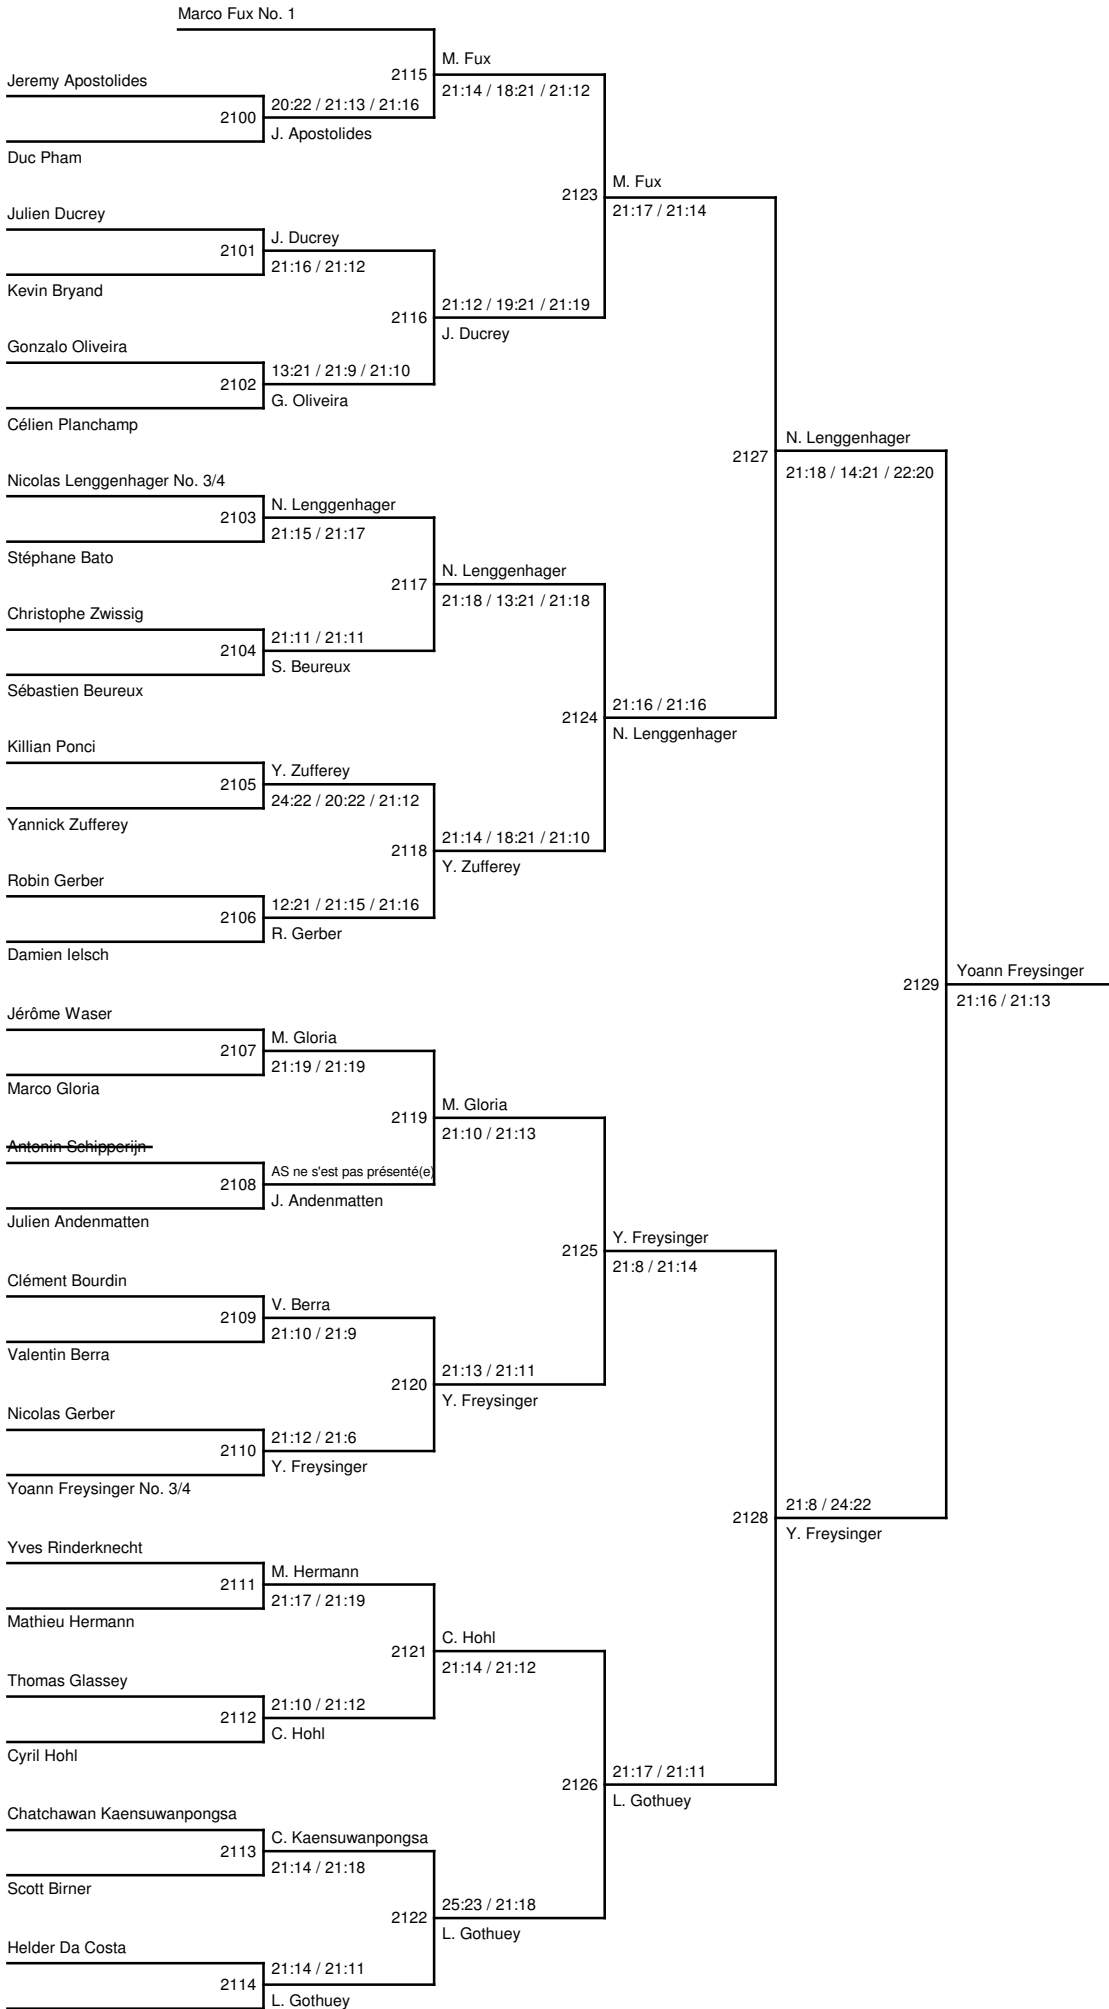 Marco Fux No. 1
M. Fux
2115
21:14 / 18:21 / 21:12
Jeremy Apostolides
20:22 / 21:13 / 21:16
2100
J. Apostolides
Duc Pham
M. Fux
2123
21:17 / 21:14
Julien Ducrey
J. Ducrey
2101
21:16 / 21:12
Kevin Bryand
21:12 / 19:21 / 21:19
2116
J. Ducrey
Gonzalo Oliveira
13:21 / 21:9 / 21:10
2102
G. Oliveira
Célien Planchamp
N. Lenggenhager
2127
21:18 / 14:21 / 22:20
Nicolas Lenggenhager No. 3/4
N. Lenggenhager
2103
21:15 / 21:17
Stéphane Bato
N. Lenggenhager
2117
21:18 / 13:21 / 21:18
Christophe Zwissig
21:11 / 21:11
2104
S. Beureux
Sébastien Beureux
21:16 / 21:16
2124
N. Lenggenhager
Killian Ponci
Y. Zufferey
2105
24:22 / 20:22 / 21:12
Yannick Zufferey
21:14 / 18:21 / 21:10
2118
Y. Zufferey
Robin Gerber
12:21 / 21:15 / 21:16
2106
R. Gerber
Damien Ielsch
Yoann Freysinger
2129
21:16 / 21:13
Jérôme Waser
M. Gloria
2107
21:19 / 21:19
Marco Gloria
M. Gloria
2119
21:10 / 21:13
Antonin Schipperijn
AS ne s'est pas présenté(e)
2108
J. Andenmatten
Julien Andenmatten
Y. Freysinger
2125
21:8 / 21:14
Clément Bourdin
V. Berra
2109
21:10 / 21:9
Valentin Berra
21:13 / 21:11
2120
Y. Freysinger
Nicolas Gerber
21:12 / 21:6
2110
Y. Freysinger
Yoann Freysinger No. 3/4
21:8 / 24:22
2128
Y. Freysinger
Yves Rinderknecht
M. Hermann
2111
21:17 / 21:19
Mathieu Hermann
C. Hohl
2121
21:14 / 21:12
Thomas Glassey
21:10 / 21:12
2112
C. Hohl
Cyril Hohl
21:17 / 21:11
2126
L. Gothuey
Chatchawan Kaensuwanpongsa
C. Kaensuwanpongsa
2113
21:14 / 21:18
Scott Birner
25:23 / 21:18
2122
L. Gothuey
Helder Da Costa
21:14 / 21:11
2114
L. Gothuey